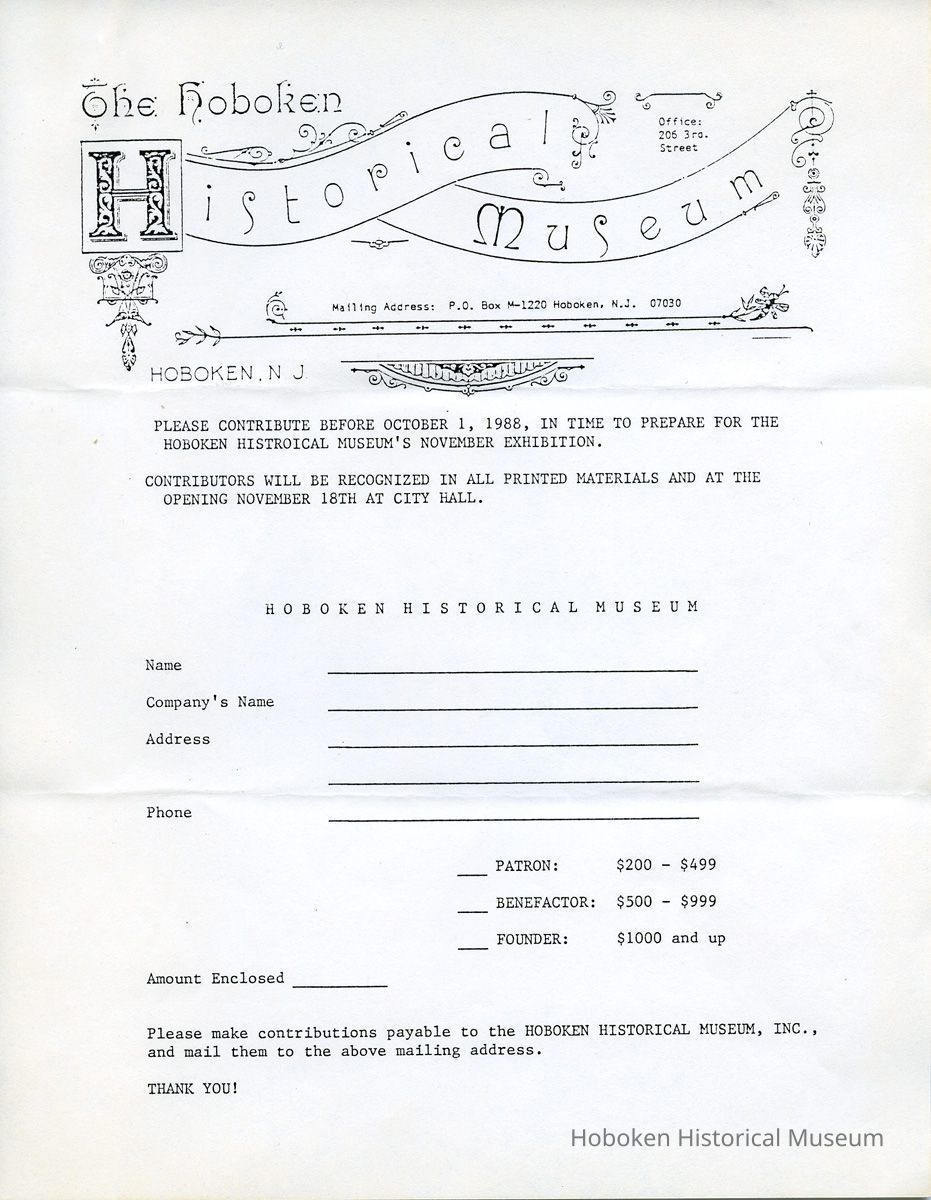 The Hoboken
Historical
Museum
Office:
206 3rd.
Street
Mailing Address: P.O. Box M-1220 Hoboken, N.J. 07030
HOBOKEN, N J
PLEASE CONTRIBUTE BEFORE OCTOBER 1, 1988, IN TIME TO PREPARE FOR THE
HOBOKEN HISTROICAL MUSEUM'S NOVEMBER EXHIBITION.
CONTRIBUTORS WILL BE RECOGNIZED IN ALL PRINTED MATERIALS AND AT THE
OPENING NOVEMBER 18TH AT CITY HALL.
HOBOKEN HISTORICAL MUSEUM
Name
Company's Name
Address
Phone
PATRON: $200 - $499
BENEFACTOR: $500 - $999
FOUNDER: $1000 and up
Amount Enclosed
Please make contributions payable to the HOBOKEN HISTORICAL MUSEUM, INC.,
and mail them to the above mailing address.
THANK YOU!
Hoboken Historical Museum